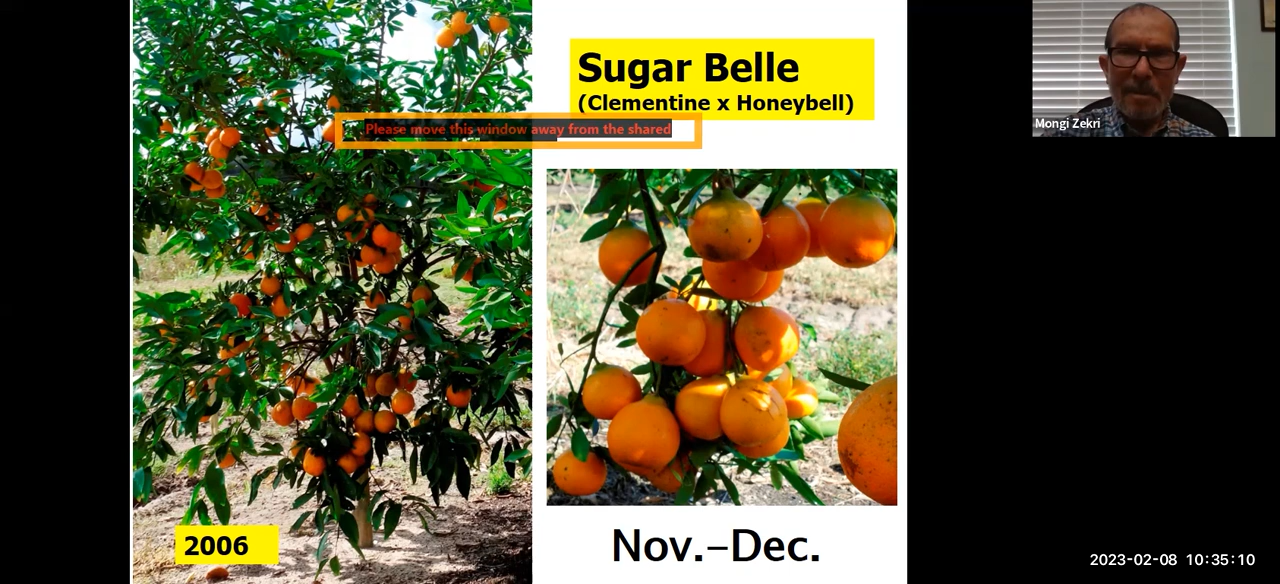 Sugar Belle
(Clementine x Honeybell)
Please move this window away from the shared
Mongi Zekri
2006
Nov.–Dec.
2023-02-08 10:35:10